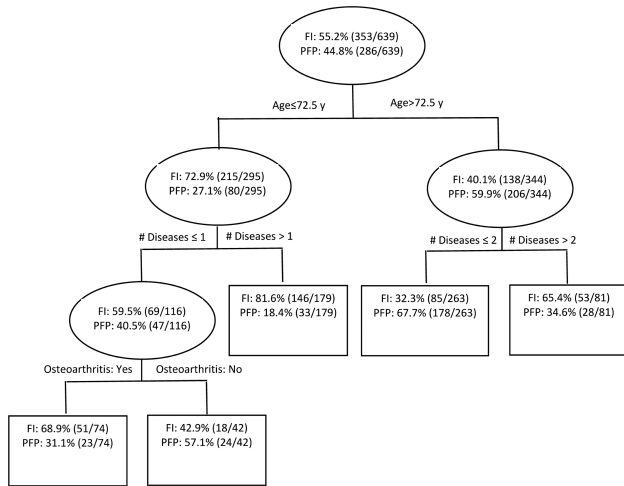 FI: 55.2% (353/639)
PFP: 44.8% (286/639)
Age≤72.5 y
Age>72.5 y
FI: 72.9% (215/295)
PFP: 27.1% (80/295)
FI: 40.1% (138/344)
PFP: 59.9% (206/344)
# Diseases ≤ 1
# Diseases > 1
# Diseases ≤ 2
# Diseases > 2
FI: 59.5% (69/116)
PFP: 40.5% (47/116)
FI: 81.6% (146/179)
PFP: 18.4% (33/179)
FI: 32.3% (85/263)
PFP: 67.7% (178/263)
FI: 65.4% (53/81)
PFP: 34.6% (28/81)
Osteoarthritis: Yes
Osteoarthritis: No
FI: 68.9% (51/74)
PFP: 31.1% (23/74)
FI: 42.9% (18/42)
PFP: 57.1% (24/42)